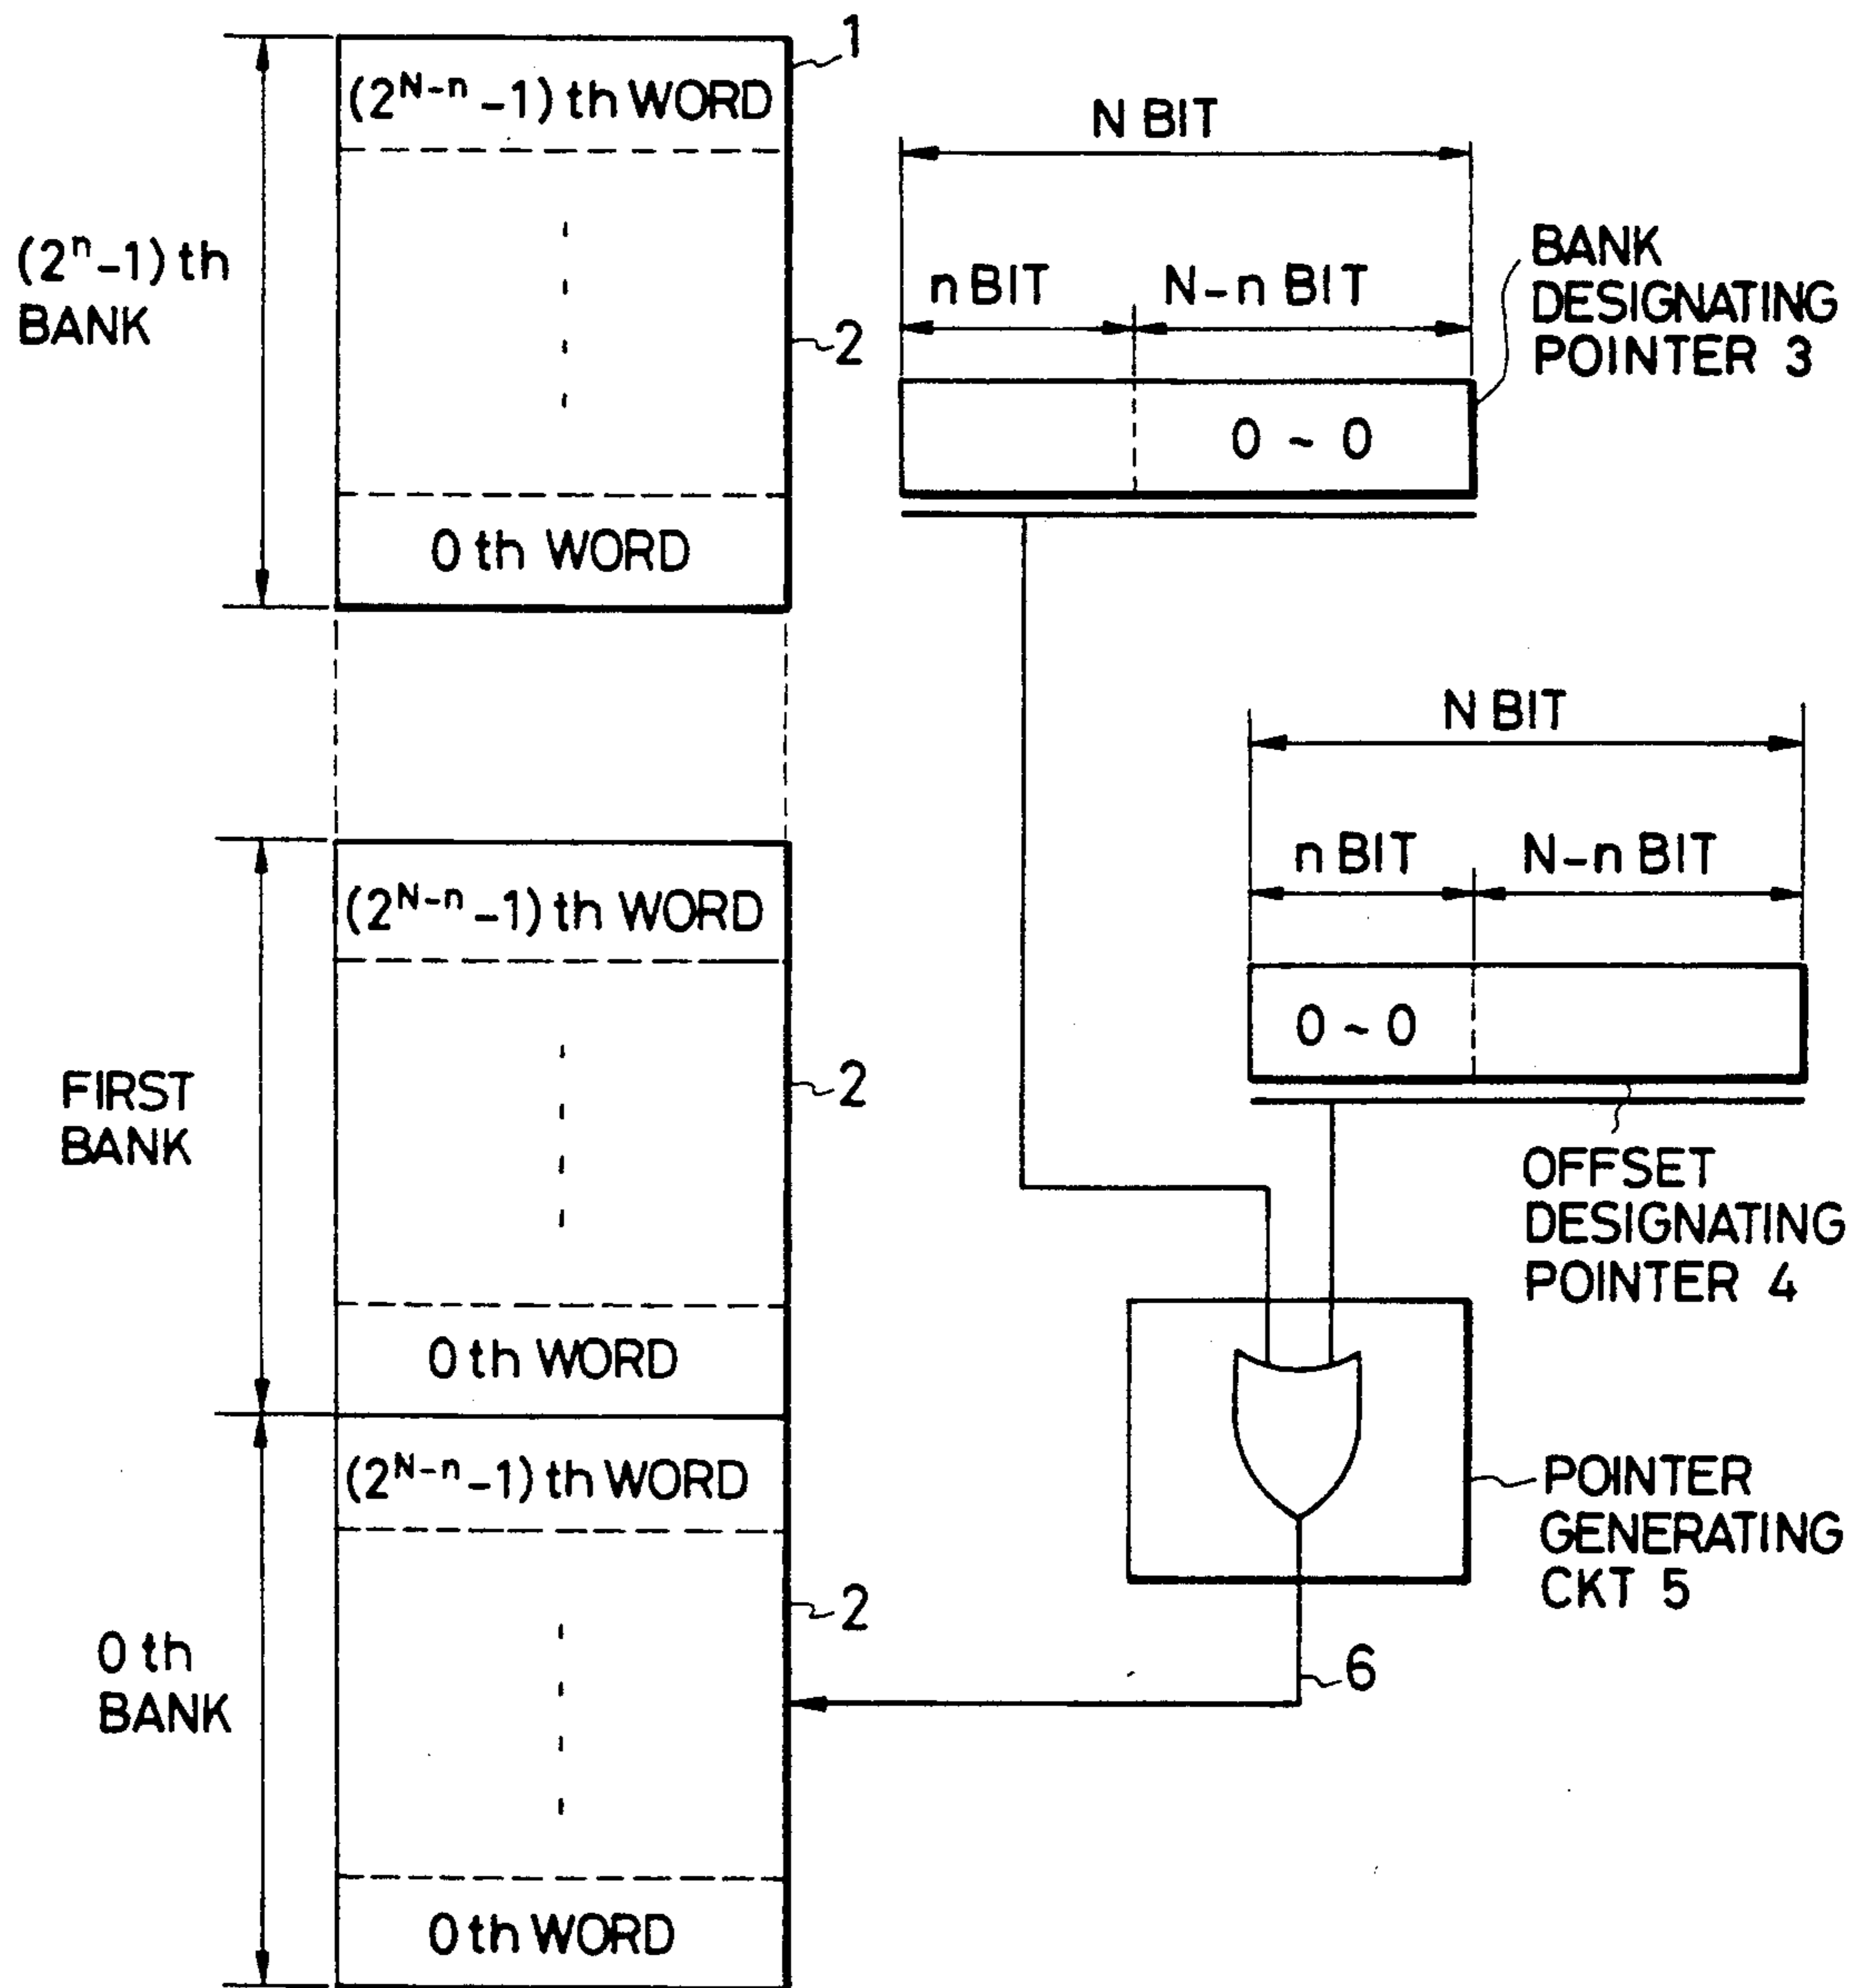 1
(2^{N-n} -1) th WORD
N BIT
(2^n -1) th
BANK
n BIT
N-n BIT
BANK
DESIGNATING
POINTER 3
2
0 ~ 0
0 th WORD
N BIT
n BIT
N-n BIT
(2^{N-n} -1) th WORD
0 ~ 0
FIRST
BANK
2
OFFSET
DESIGNATING
POINTER 4
0 th WORD
(2^{N-n} -1) th WORD
POINTER
GENERATING
CKT 5
2
0 th
BANK
6
0 th WORD